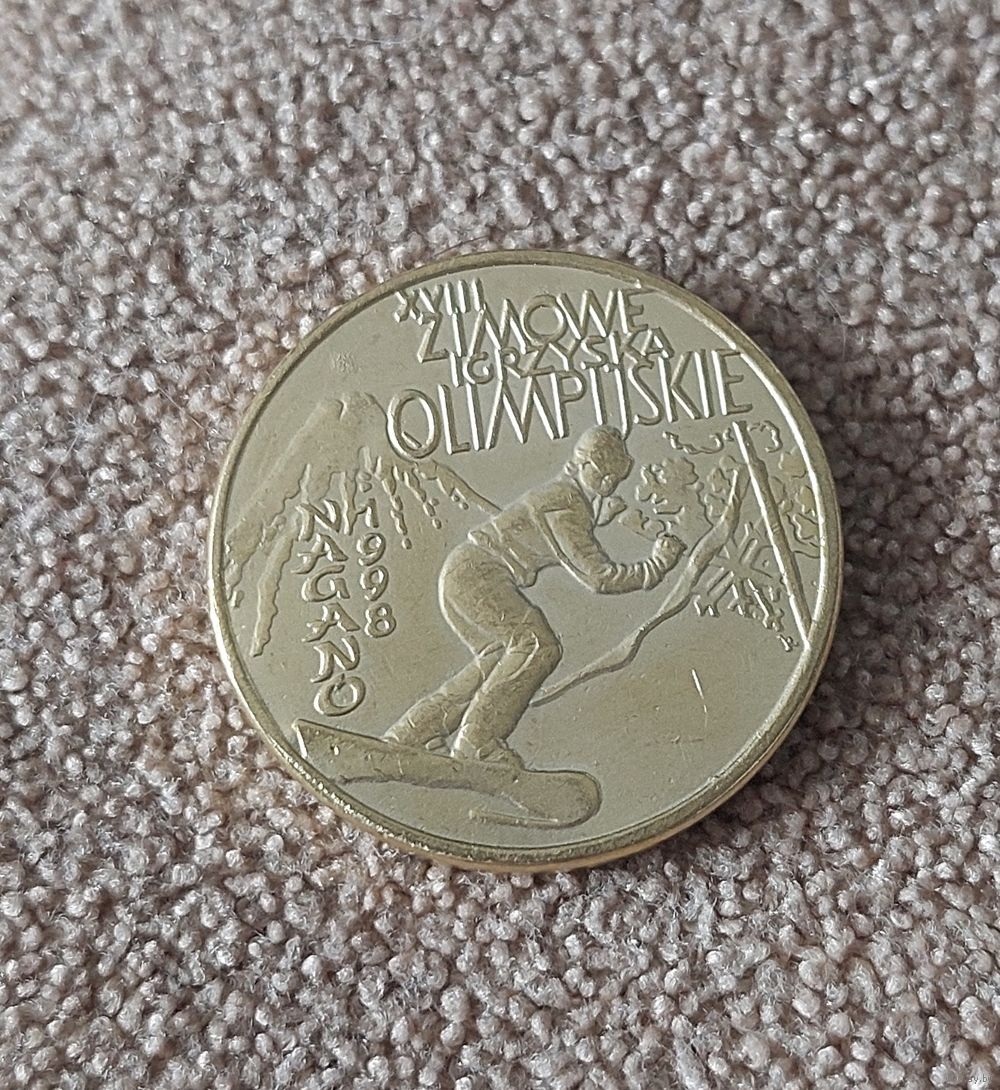 XVIII
ZIMOWE
IGRZYSKA
OLIMPIJSKIE
NAGANO
1998